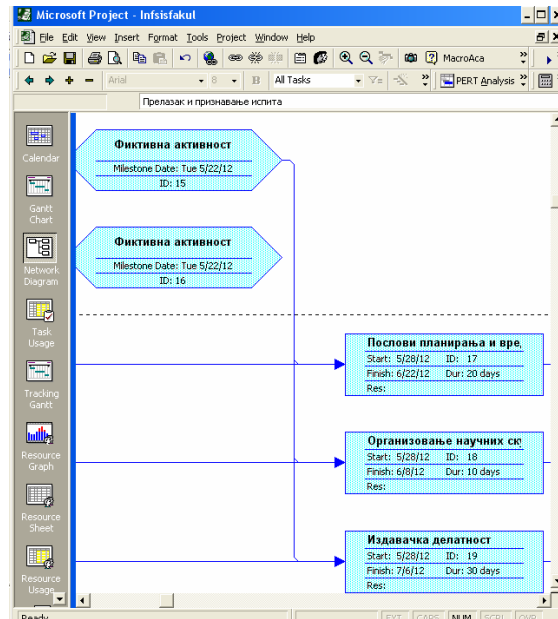 Microsoft Project - Infsisfakul
File Edit View Insert Format Tools Project Window Help
MacroAca
Arial 8 B All Tasks PERT Analysis
Прелазак и признавање испита
Calendar
Gantt
Chart
Network
Diagram
Task
Usage
Tracking
Gantt
Resource
Graph
Resource
Sheet
Resource
Usage
Фиктивна активност
Milestone Date: Tue 5/22/12
ID: 15
Фиктивна активност
Milestone Date: Tue 5/22/12
ID: 16
Послови планирања и вре
Start: 5/28/12 ID: 17
Finish: 6/22/12 Dur: 20 days
Res:
Организовање научних ск
Start: 5/28/12 ID: 18
Finish: 6/8/12 Dur: 10 days
Res:
Издавачка делатност
Start: 5/28/12 ID: 19
Finish: 7/6/12 Dur: 30 days
Res:
Ready EXT CAPS NUM SCRL OVR